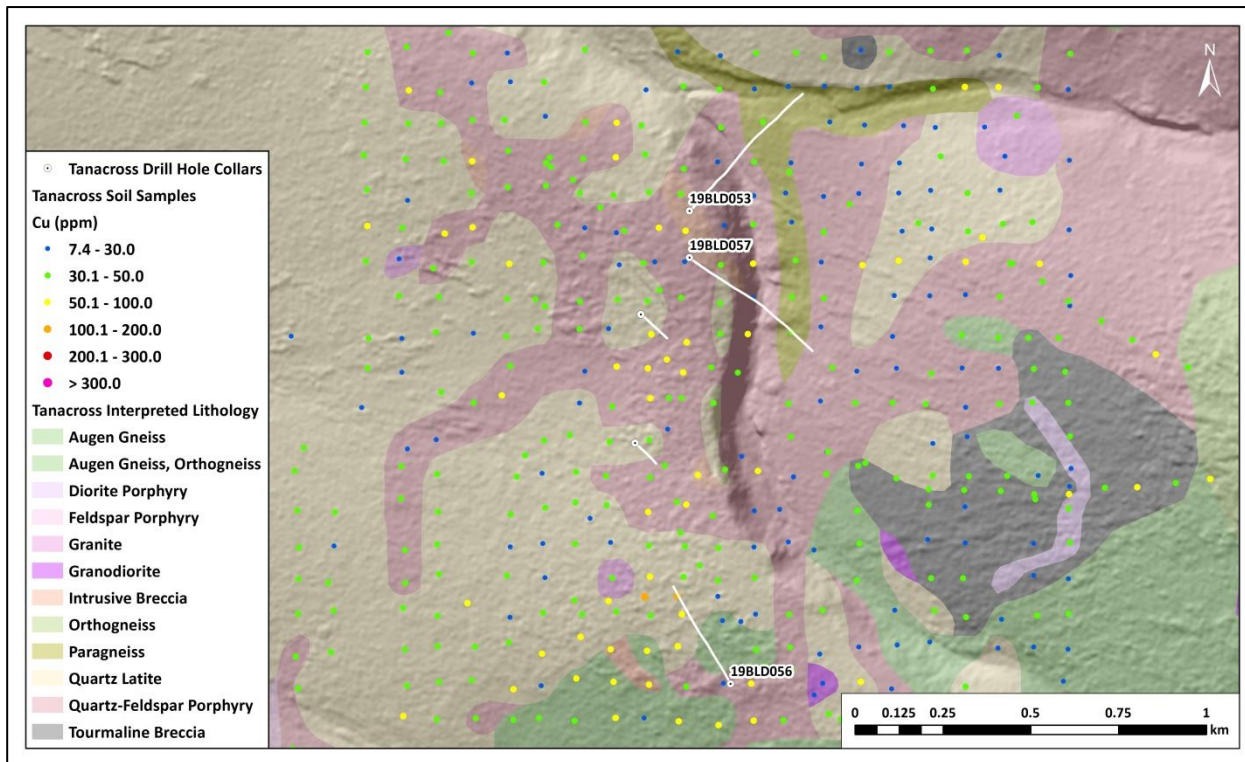 N
19BLD053
19BLD057
19BLD056
Tanacross Drill Hole Collars
Tanacross Soil Samples
Cu (ppm)
7.4 - 30.0
30.1 - 50.0
50.1 - 100.0
100.1 - 200.0
200.1 - 300.0
> 300.0
Tanacross Interpreted Lithology
Augen Gneiss
Augen Gneiss, Orthogneiss
Diorite Porphyry
Feldspar Porphyry
Granite
Granodiorite
Intrusive Breccia
Orthogneiss
Paragneiss
Quartz Latite
Quartz-Feldspar Porphyry
Tourmaline Breccia
0 0.125 0.25 0.5 0.75 1
km